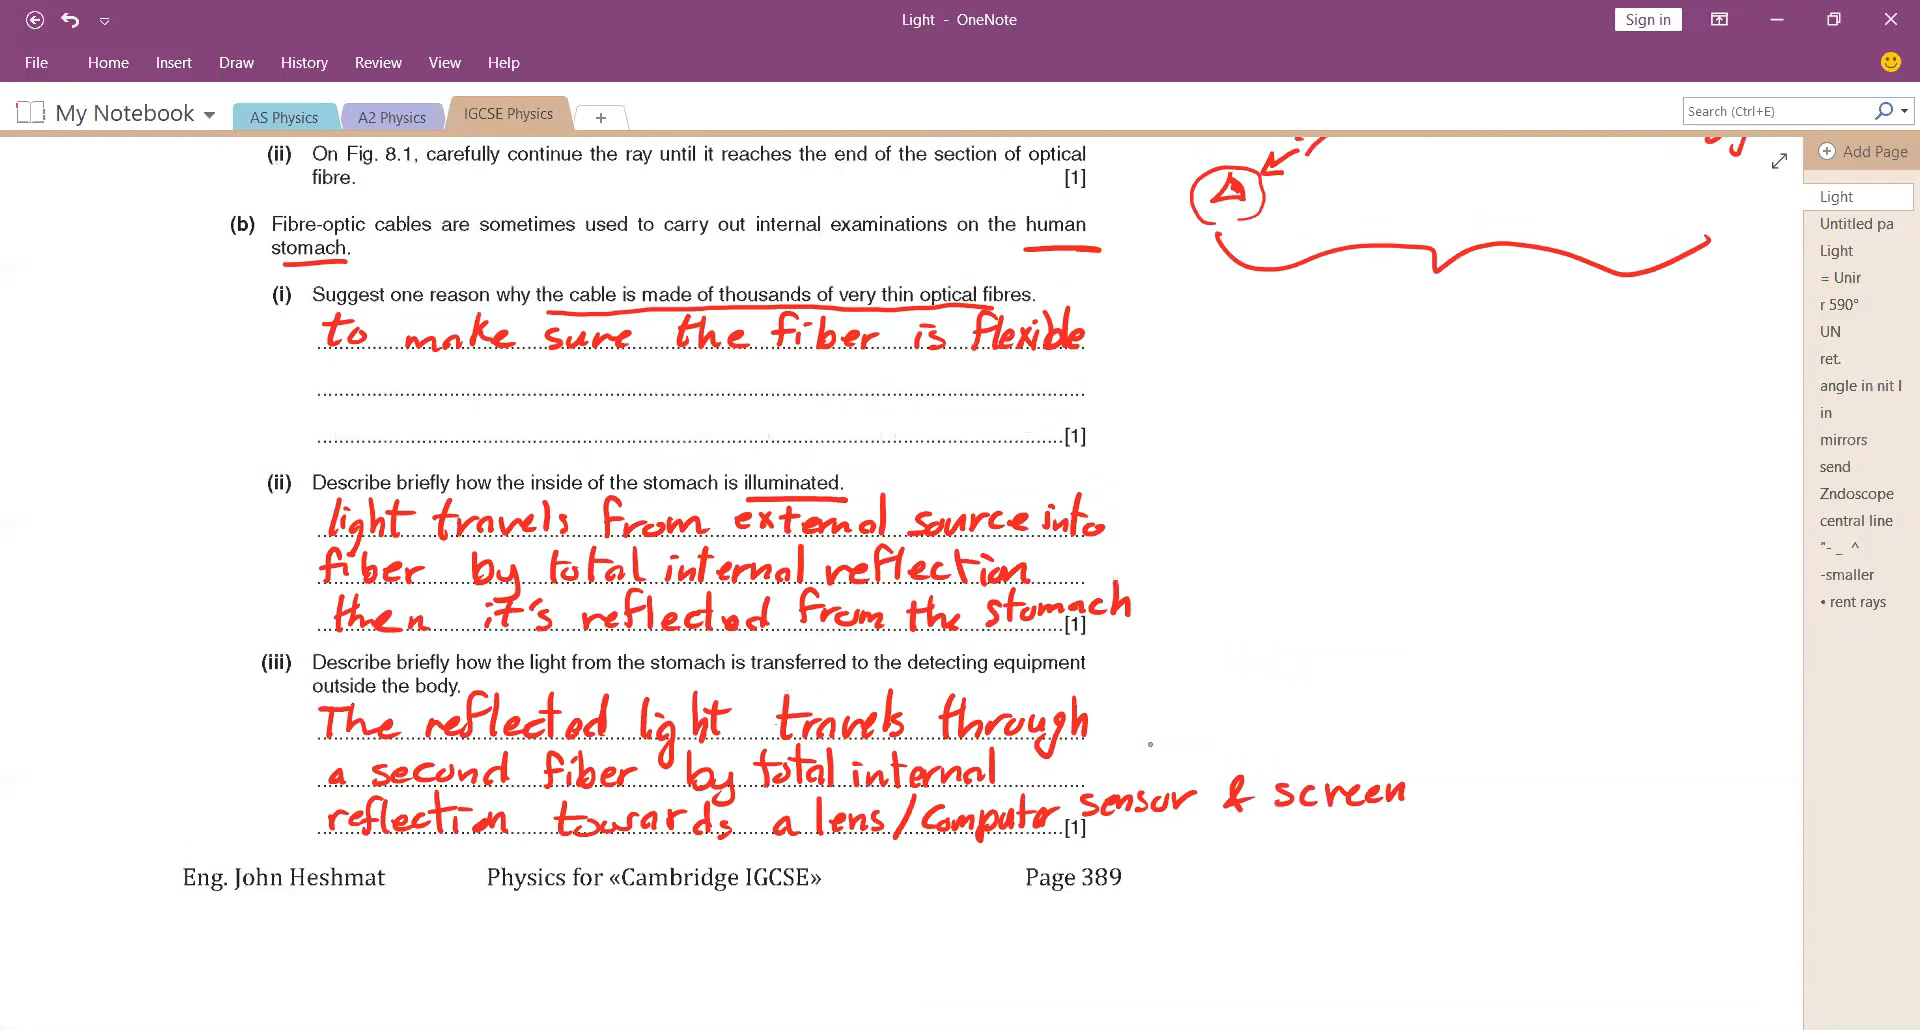 Light - OneNote
Sign in
File Home Insert Draw History Review View Help
My Notebook AS Physics A2 Physics IGCSE Physics +
Search (Ctrl+E)
Add Page
Light
Untitled pa
Light
= Unir
r 590°
UN
ret.
angle in nit I
in
mirrors
send
Zndoscope
central line
"- _ ^
-smaller
• rent rays
(ii) On Fig. 8.1, carefully continue the ray until it reaches the end of the section of optical
fibre. [1]
(b) Fibre-optic cables are sometimes used to carry out internal examinations on the human
stomach.
(i) Suggest one reason why the cable is made of thousands of very thin optical fibres.
to make sure the fiber is flexible
[1]
(ii) Describe briefly how the inside of the stomach is illuminated.
light travels from external source into
fiber by total internal reflection
then it's reflected from the stomach
[1]
(iii) Describe briefly how the light from the stomach is transferred to the detecting equipment
outside the body.
The reflected light travels through
a second fiber by total internal
reflection towards a lens/computer sensor & screen
[1]
Eng. John Heshmat Physics for «Cambridge IGCSE» Page 389